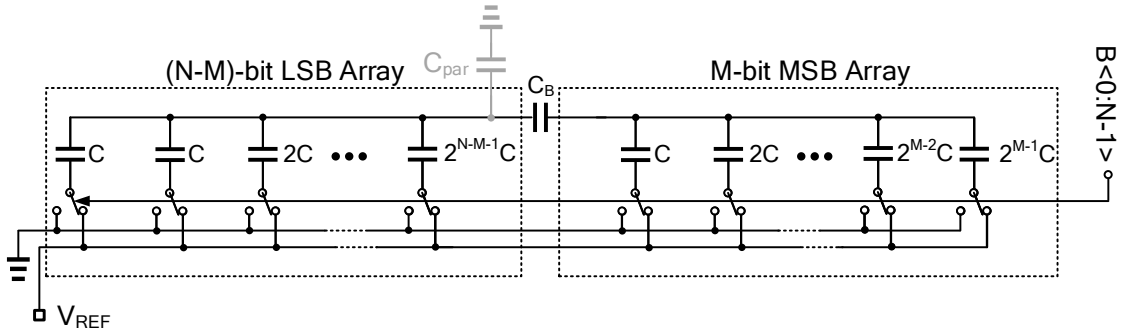 (N-M)-bit LSB Array
C_par
C_B
M-bit MSB Array
B<0:N-1>
C
C
2C
2^{N-M-1}C
C
2C
2^{M-2}C
2^{M-1}C
V_REF